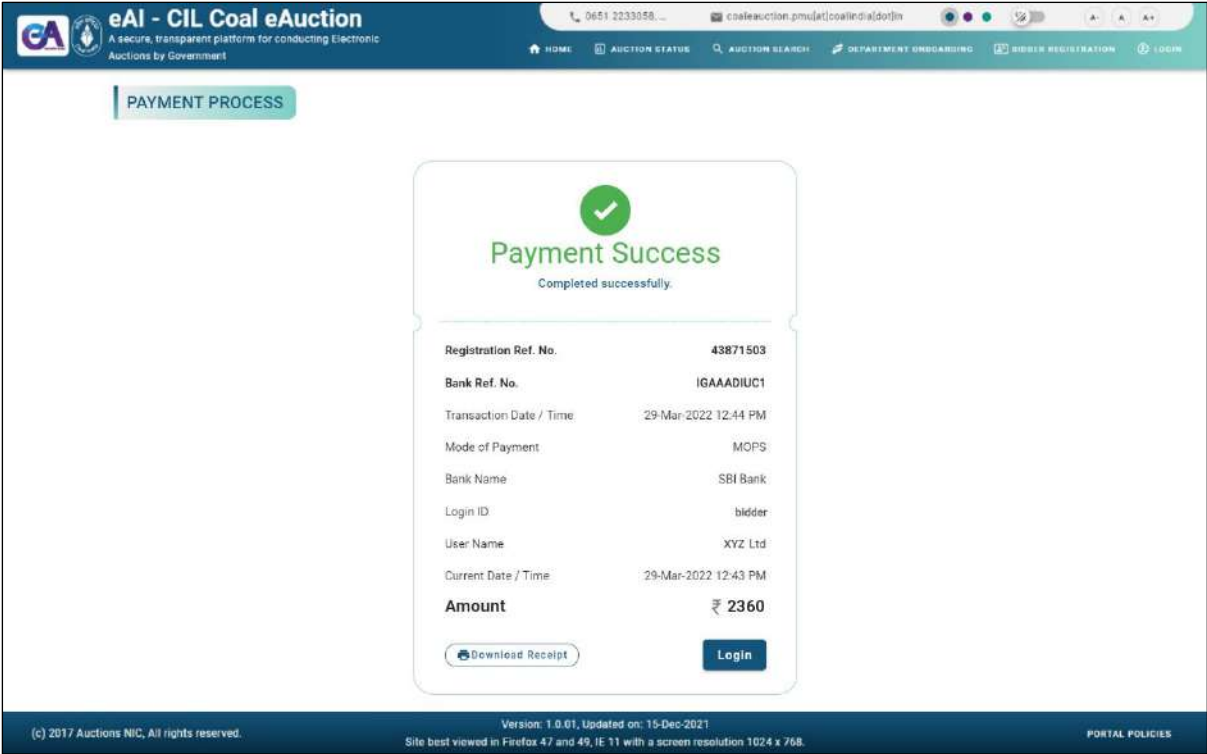 eAI - CIL Coal eAuction
A secure, transparent platform for conducting Electronic
Auctions by Government
0651 2233058, ...
coaleauction.pmu[at]coalindia[dot]in
A- A A+
HOME AUCTION STATUS AUCTION SEARCH DEPARTMENT ONBOARDING BIDDER REGISTRATION LOGIN
PAYMENT PROCESS
Payment Success
Completed successfully.
Registration Ref. No. 43871503
Bank Ref. No. IGAAADIUC1
Transaction Date / Time 29-Mar-2022 12:44 PM
Mode of Payment MOPS
Bank Name SBI Bank
Login ID bidder
User Name XYZ Ltd
Current Date / Time 29-Mar-2022 12:43 PM
Amount ₹ 2360
Download Receipt Login
(c) 2017 Auctions NIC, All rights reserved.
Version: 1.0.01, Updated on: 15-Dec-2021
Site best viewed in Firefox 47 and 49, IE 11 with a screen resolution 1024 x 768.
PORTAL POLICIES